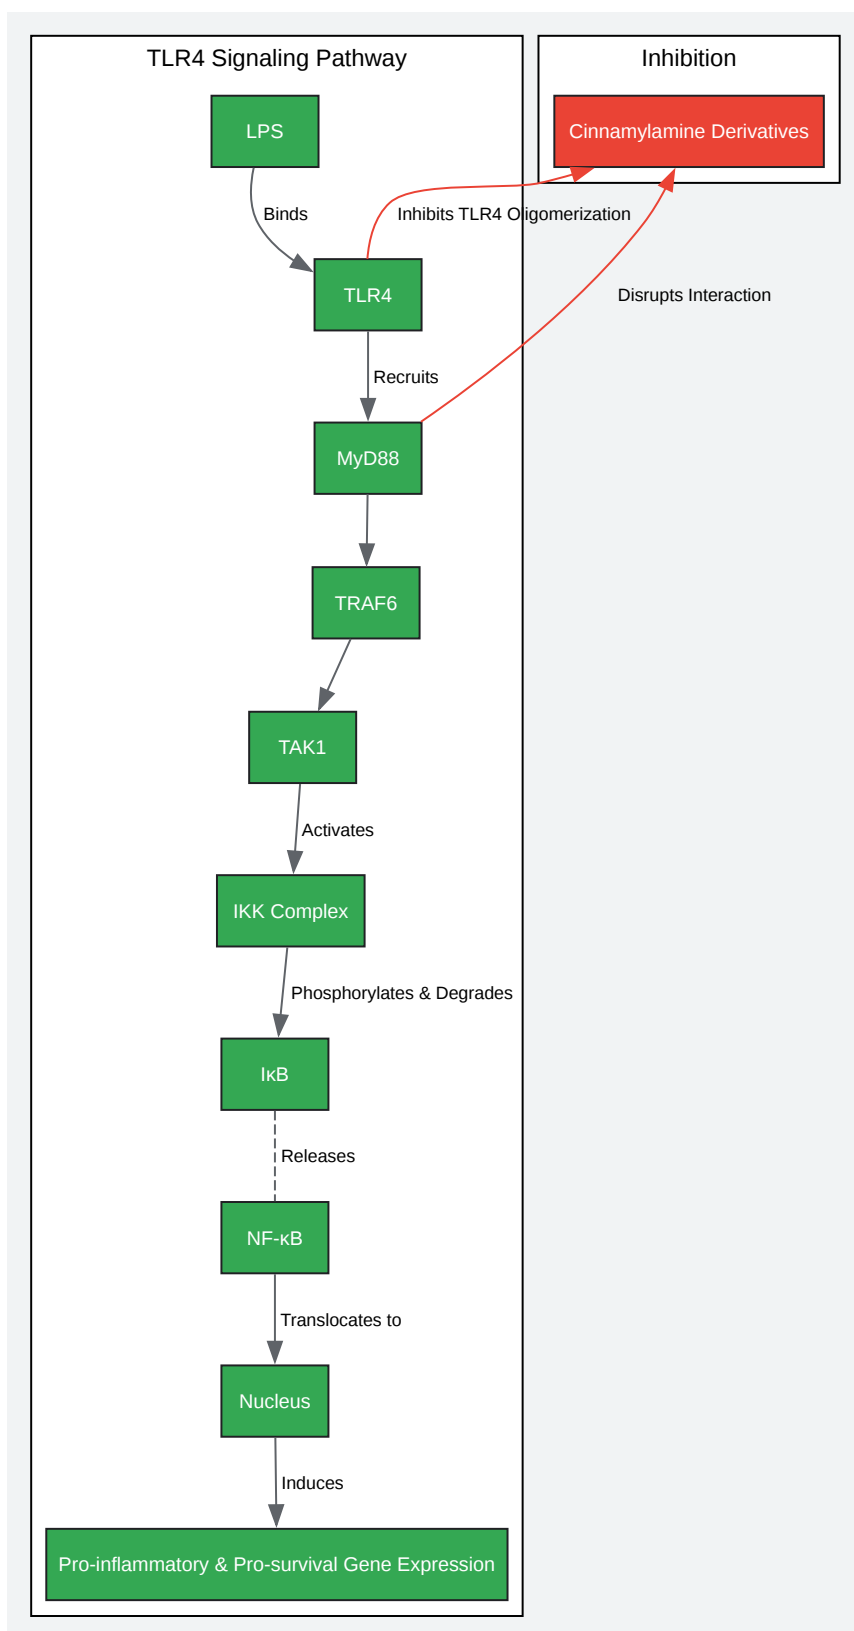 TLR4 Signaling Pathway
Inhibition
LPS
Cinnamylamine Derivatives
Binds
Inhibits TLR4 Oligomerization
TLR4
Disrupts Interaction
Recruits
MyD88
TRAF6
TAK1
Activates
IKK Complex
Phosphorylates & Degrades
IκB
Releases
NF-κB
Translocates to
Nucleus
Induces
Pro-inflammatory & Pro-survival Gene Expression